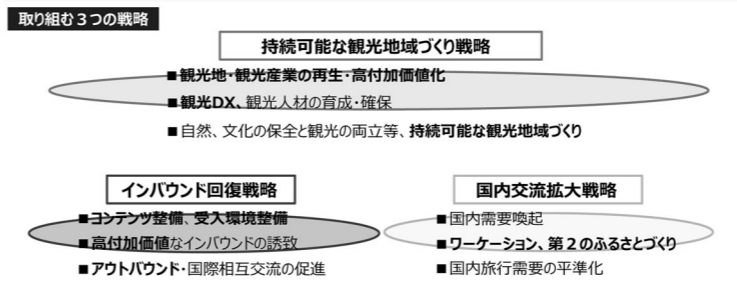 取り組む３つの戦略
持続可能な観光地域づくり戦略
■観光地・観光産業の再生・高付加価値化
■観光DX、観光人材の育成・確保
■自然、文化の保全と観光の両立等、持続可能な観光地域づくり
インバウンド回復戦略
■コンテンツ整備、受入環境整備
■高付加価値なインバウンドの誘致
■アウトバウンド・国際相互交流の促進
国内交流拡大戦略
■国内需要喚起
■ワーケーション、第２のふるさとづくり
■国内旅行需要の平準化